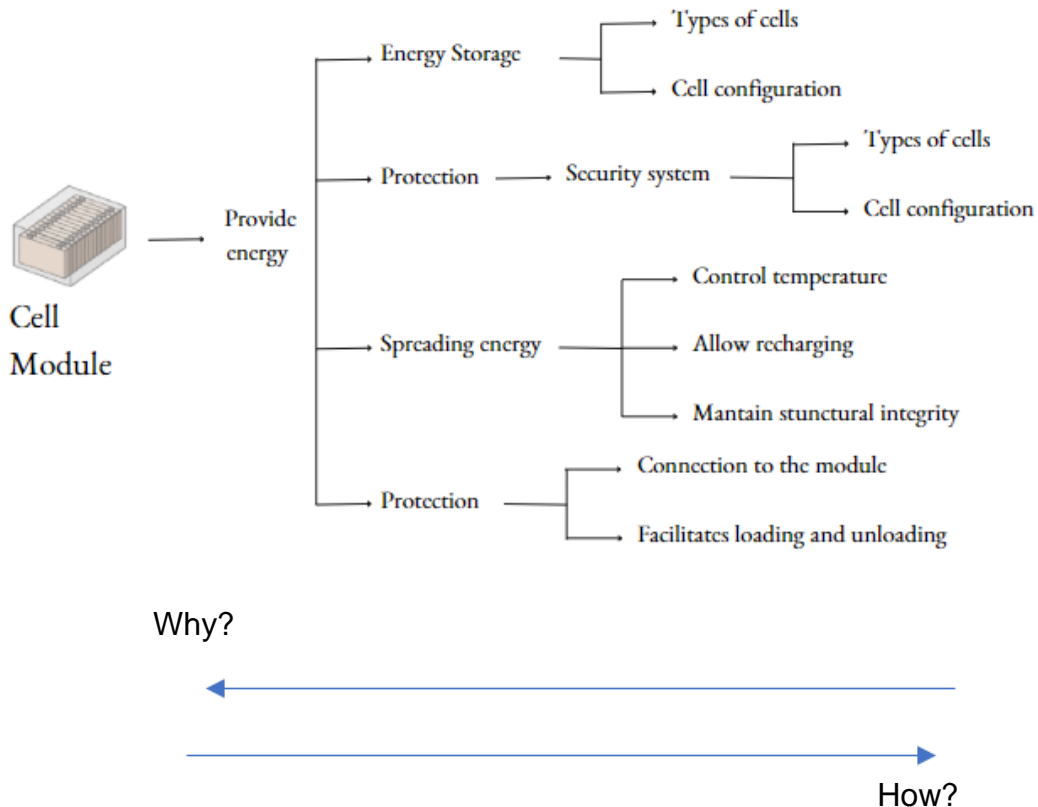 Types of cells
Energy Storage
Cell configuration
Types of cells
Protection
Security system
Cell configuration
Provide
energy
Control temperature
Cell
Module
Spreading energy
Allow recharging
Mantain stunctural integrity
Connection to the module
Protection
Facilitates loading and unloading
Why?
How?